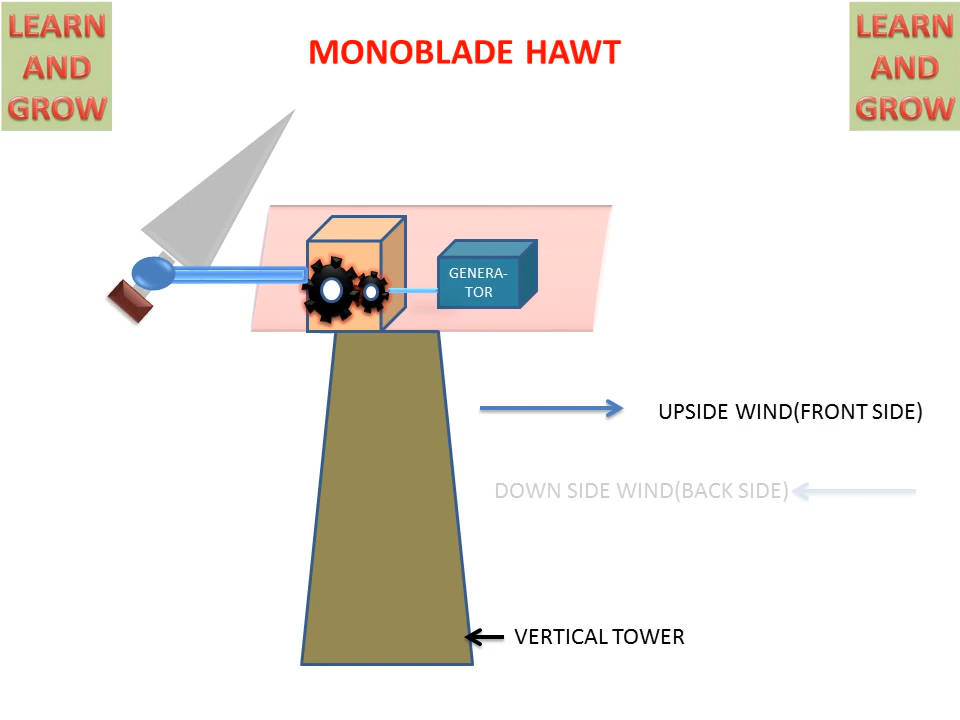 LEARN
AND
GROW
MONOBLADE HAWT
LEARN
AND
GROW
GENERA-
TOR
UPSIDE WIND(FRONT SIDE)
DOWN SIDE WIND(BACK SIDE)
VERTICAL TOWER